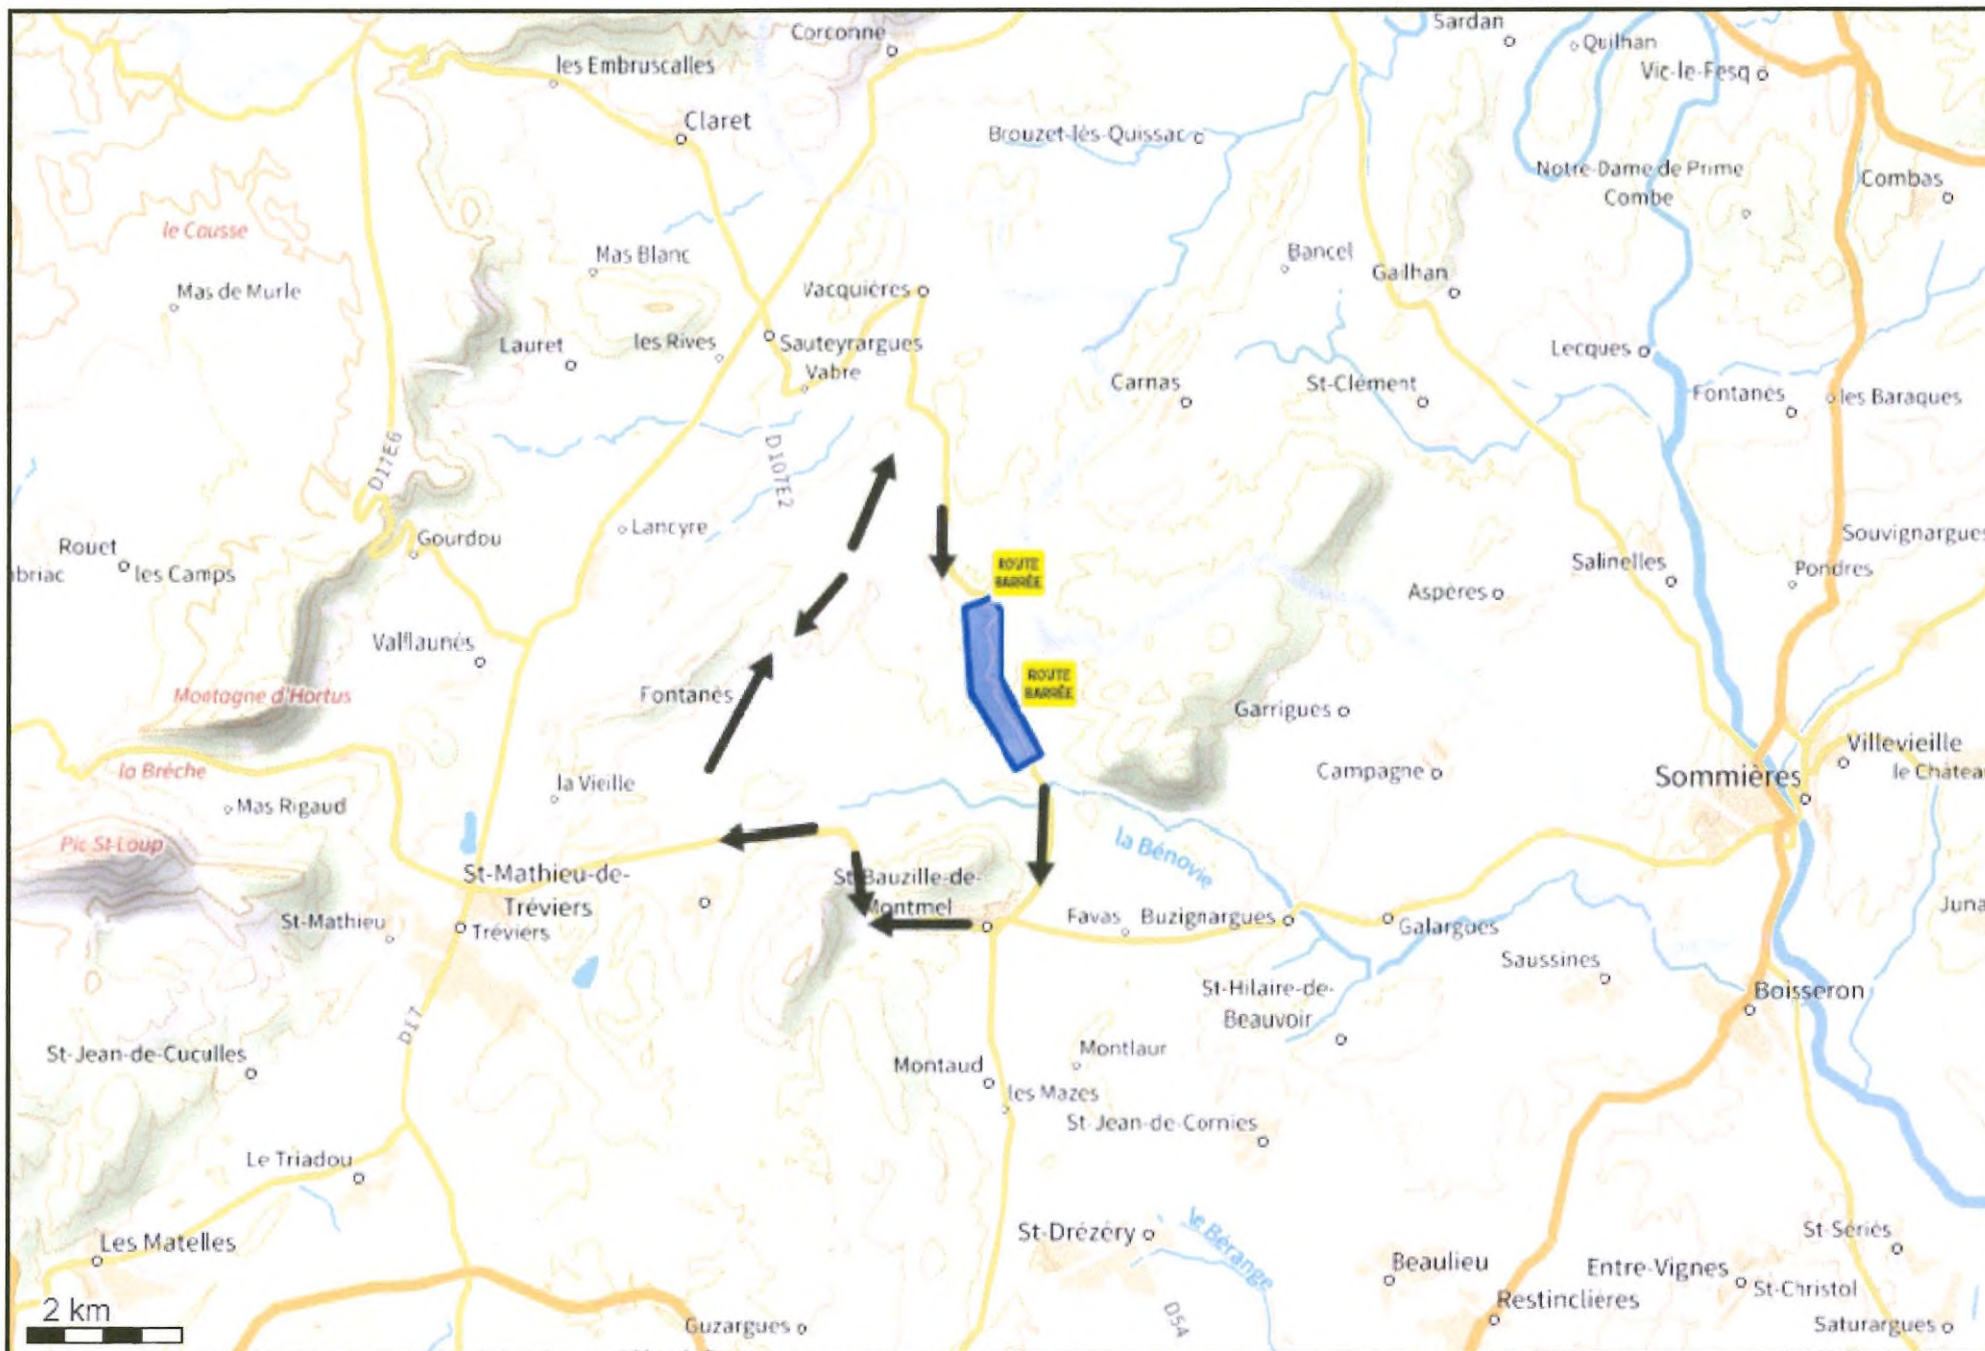 Sardan
Corconne
Quilhan
les Embruscalles
Vic-le-Fesq
Claret
Brouzet-lès-Quissac
Notre-Dame de Prime
Combe
Combas
le Causse
Mas Blanc
Bancel
Gailhan
Mas de Murle
Vacquières
Lauret
les Rives
Sauteyrargues
Lecques
Vabre
Carnas
St-Clément
Fontanès
les Baraques
D17E6
D107E2
Lancyre
Gourdou
Souvignargues
Rouet
les Camps
briac
Salinelles
Pondres
ROUTE
BARRÉE
Aspères
Valflaunès
Montagne d'Hortus
Fontanès
ROUTE
BARRÉE
Garrigues
la Brèche
la Vieille
Campagne
Villevieille
le Châtea
Sommières
Mas Rigaud
Pic St-Loup
la Bénovie
St-Mathieu-de-
Tréviers
St-Bauzille-de-
Montmel
St-Mathieu
Tréviers
Favas
Buzignargues
Galargues
Juna
Saussines
St-Hilaire-de-
Beauvoir
Boisseron
D17
St-Jean-de-Cuculles
Montaud
Montlaur
les Mazes
St-Jean-de-Cornies
Le Triadou
Les Matelles
St-Drézéry
le Bérange
St-Sériès
Beaulieu
Entre-Vignes
St-Christol
Restinclières
D54
2 km
Guzargues
Saturargues